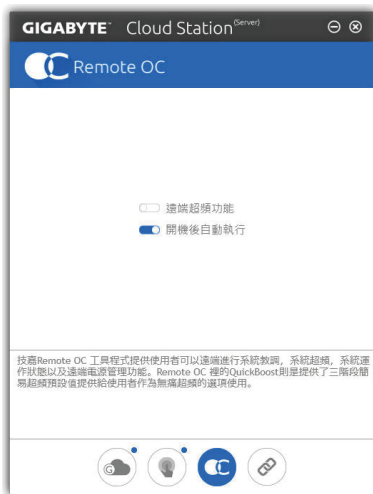 GIGABYTE™ Cloud Station(Server)
Remote OC
遠端超頻功能
開機後自動執行
技嘉Remote OC 工具程式提供使用者可以遠端進行系統教調，系統超頻，系統運
作狀態以及遠端電源管理功能。Remote OC 裡的QuickBoost則是提供了三階段簡
易超頻預設值提供給使用者作為無痛超頻的選項使用。
G